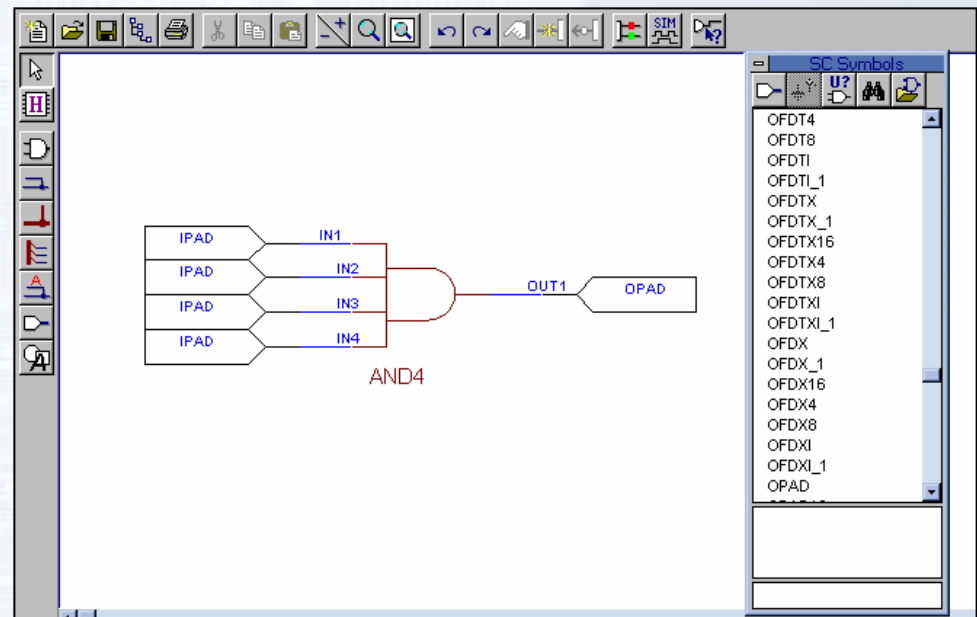 SIM
SC Symbols
H
U?
A
A
IPAD IN1
IPAD IN2
IPAD IN3
IPAD IN4
OUT1 OPAD
AND4
OFDT4
OFDT8
OFDTI
OFDTI_1
OFDTX
OFDTX_1
OFDTX16
OFDTX4
OFDTX8
OFDTXI
OFDTXI_1
OFDX
OFDX_1
OFDX16
OFDX4
OFDX8
OFDXI
OFDXI_1
OPAD